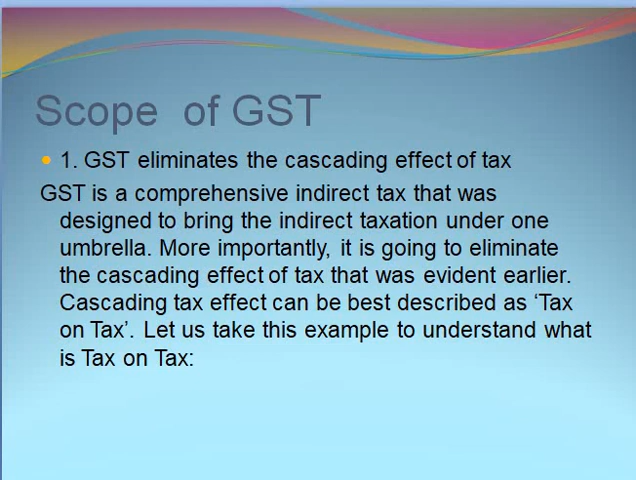 Scope of GST
1. GST eliminates the cascading effect of tax
GST is a comprehensive indirect tax that was
designed to bring the indirect taxation under one
umbrella. More importantly, it is going to eliminate
the cascading effect of tax that was evident earlier.
Cascading tax effect can be best described as ‘Tax
on Tax’. Let us take this example to understand what
is Tax on Tax: